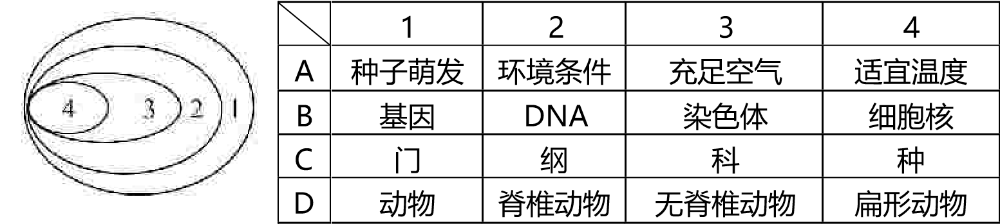 4 3 2 1
1 2 3 4
A 种子萌发 环境条件 充足空气 适宜温度
B 基因 DNA 染色体 细胞核
C 门 纲 科 种
D 动物 脊椎动物 无脊椎动物 扁形动物